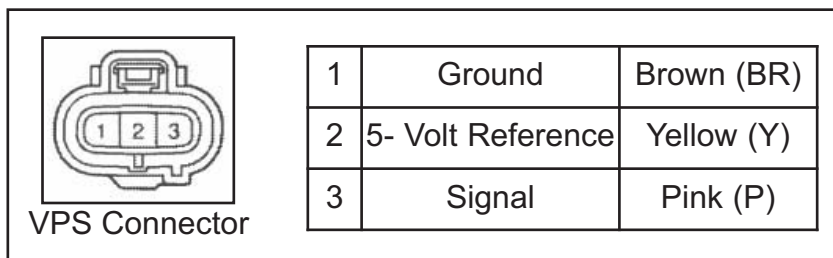 1 2 3
VPS Connector
1 Ground Brown (BR)
2 5- Volt Reference Yellow (Y)
3 Signal Pink (P)